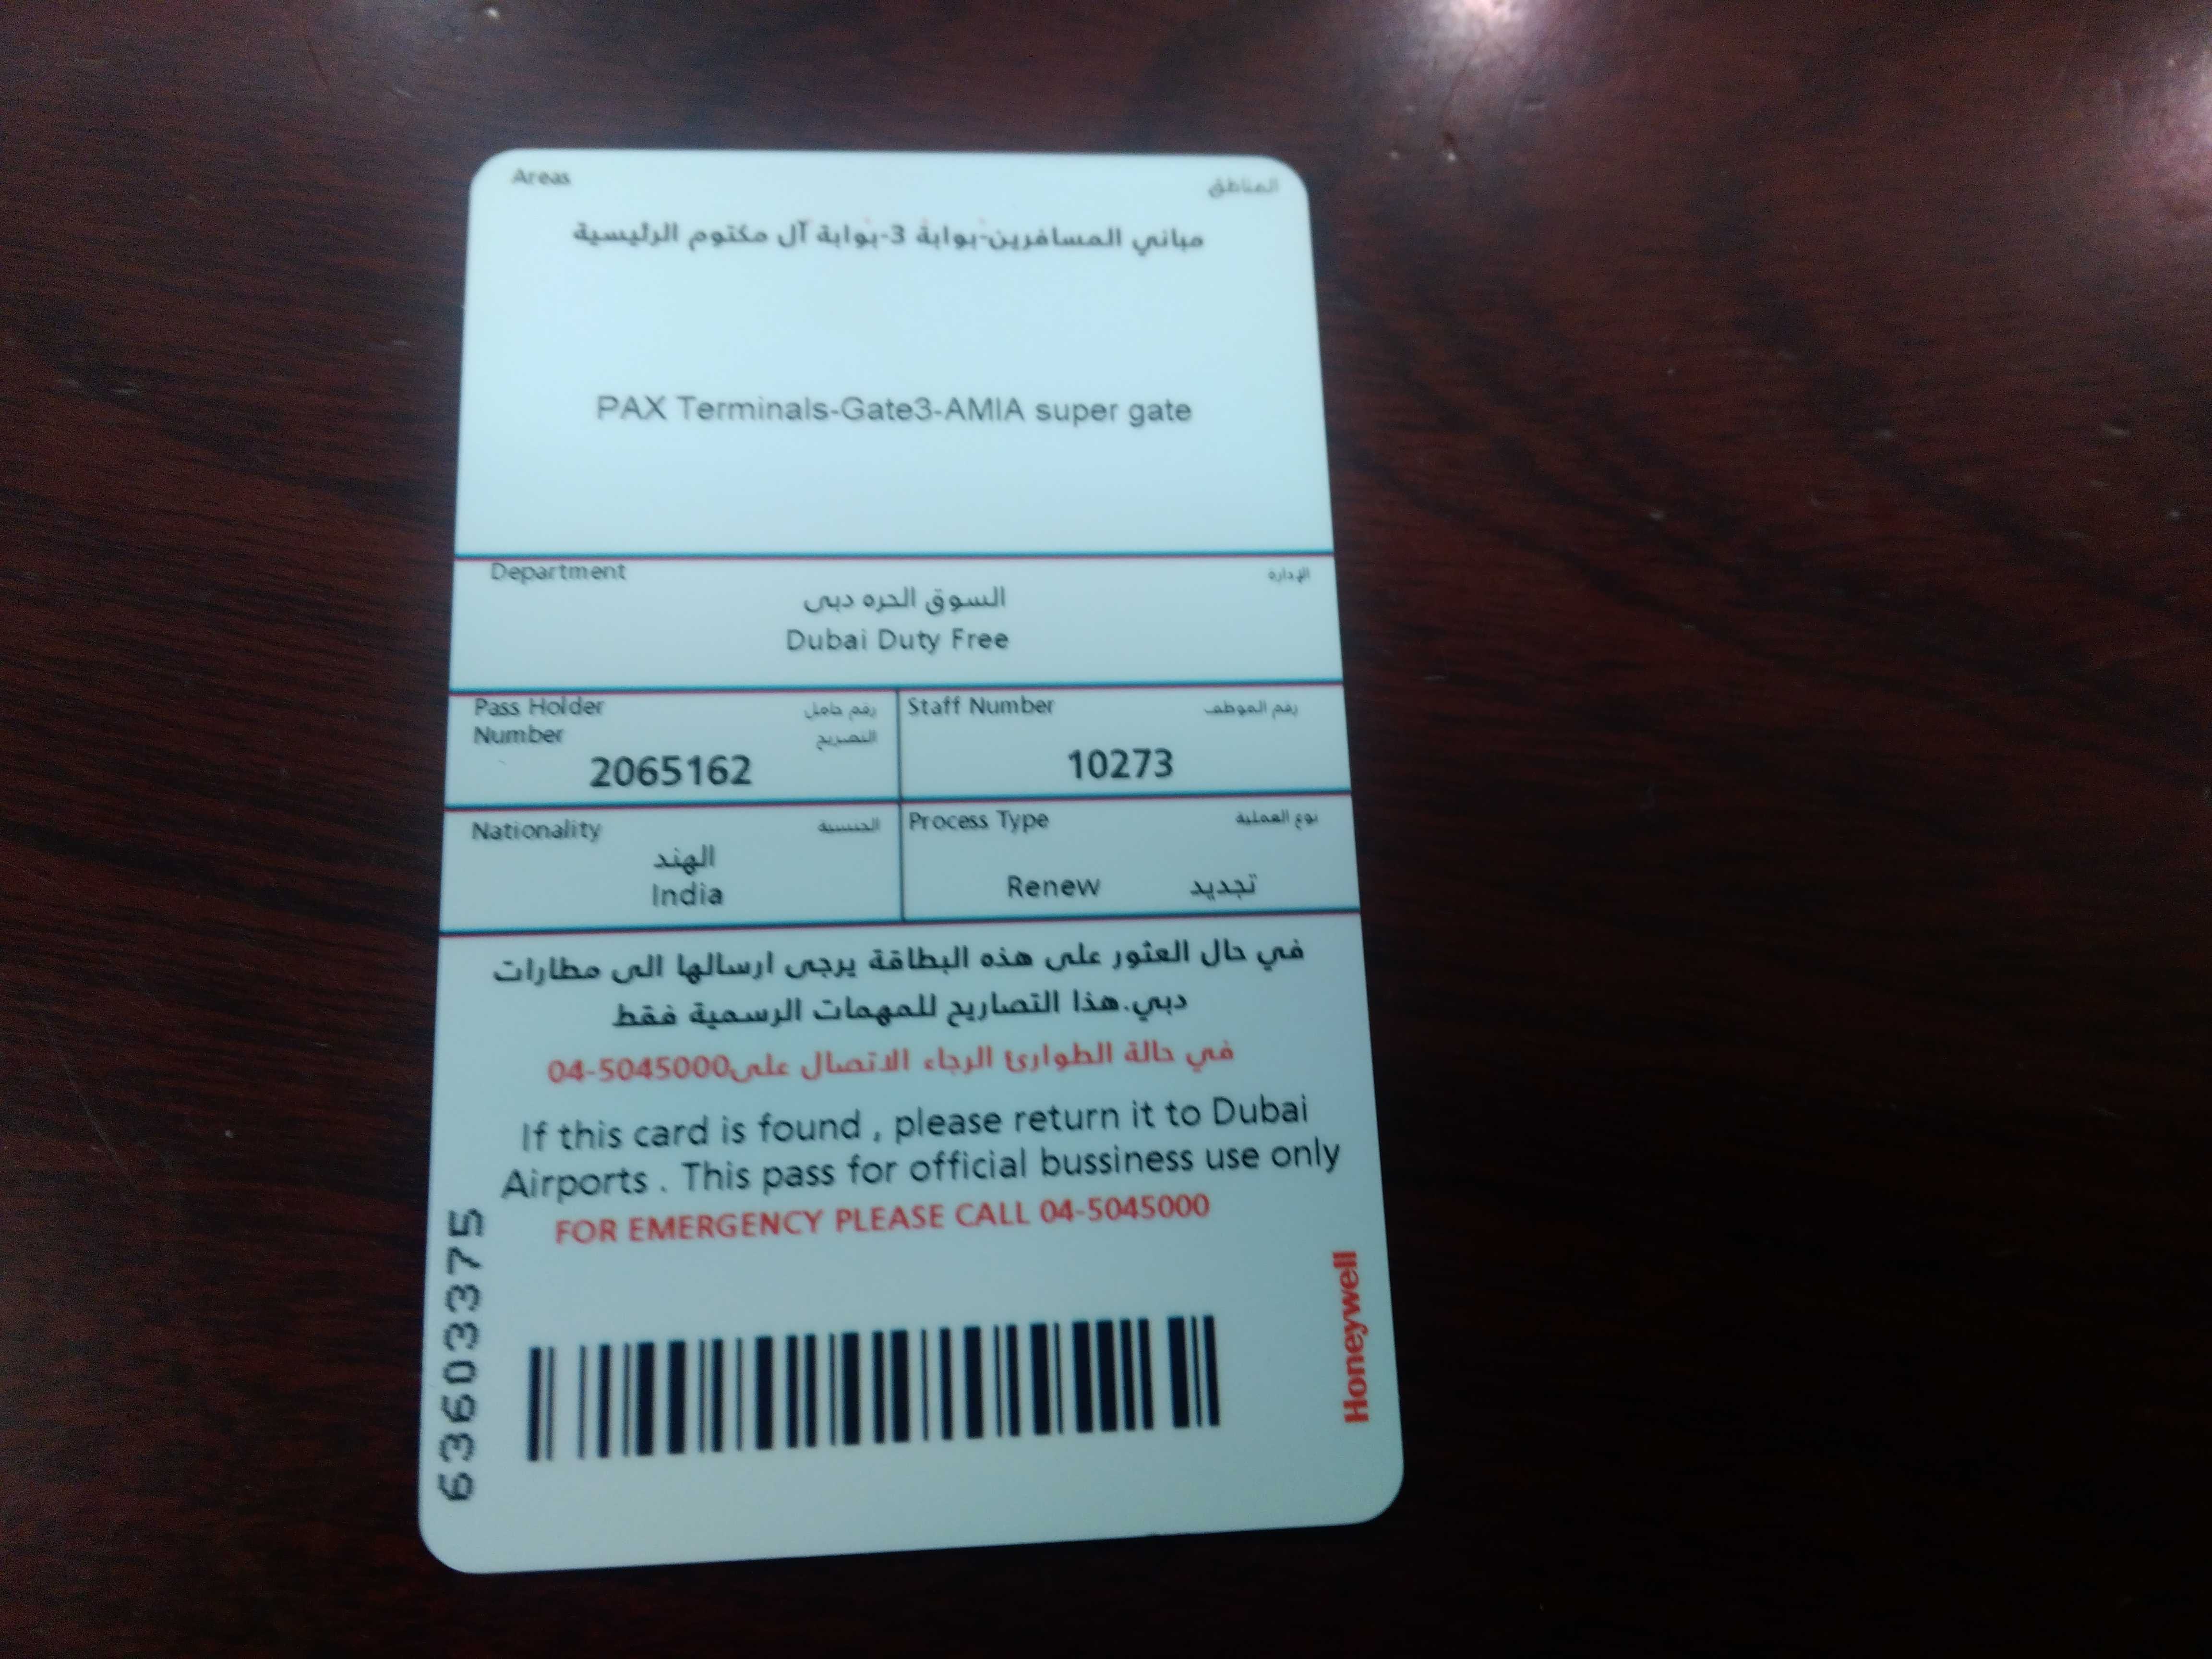 Areas المناطق
مباني المسافرين-بوابة 3-بوابة آل مكتوم الرئيسية
PAX Terminals-Gate3-AMIA super gate
Department الإدارة
السوق الحره دبى
Dubai Duty Free
Pass Holder رقم حامل
Number التصريح
2065162
Staff Number رقم الموظف
10273
Nationality الجنسية
الهند
India
Process Type نوع العملية
Renew تجديد
في حال العثور على هذه البطاقة يرجى ارسالها الى مطارات
دبي.هذا التصاريح للمهمات الرسمية فقط
في حالة الطوارئ الرجاء الاتصال على04-5045000
If this card is found , please return it to Dubai
Airports . This pass for official bussiness use only
FOR EMERGENCY PLEASE CALL 04-5045000
636033375
Honeywell